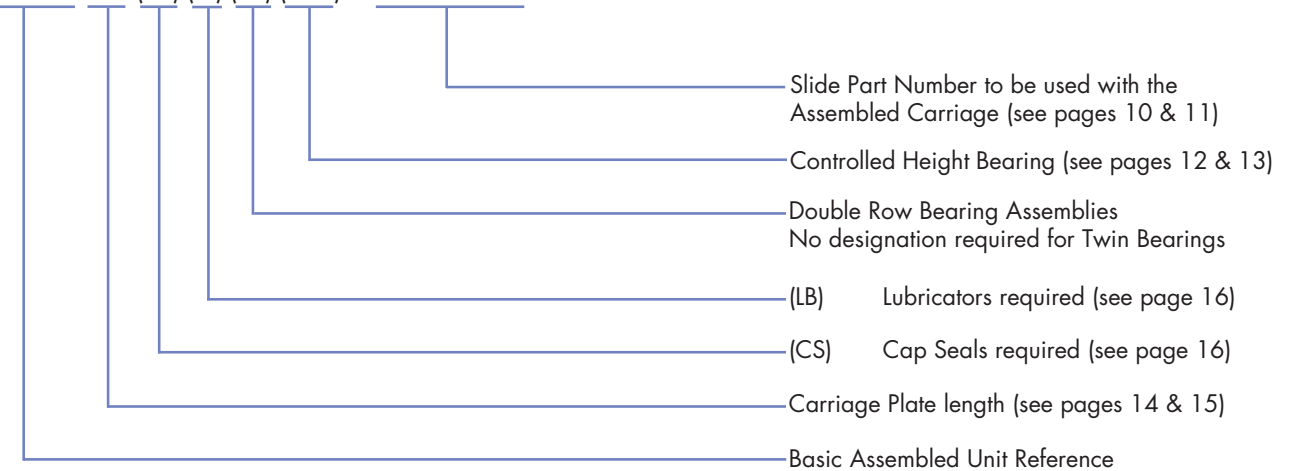 Slide Part Number to be used with the
Assembled Carriage (see pages 10 & 11)
Controlled Height Bearing (see pages 12 & 13)
Double Row Bearing Assemblies
No designation required for Twin Bearings
(LB) Lubricators required (see page 16)
(CS) Cap Seals required (see page 16)
Carriage Plate length (see pages 14 & 15)
Basic Assembled Unit Reference